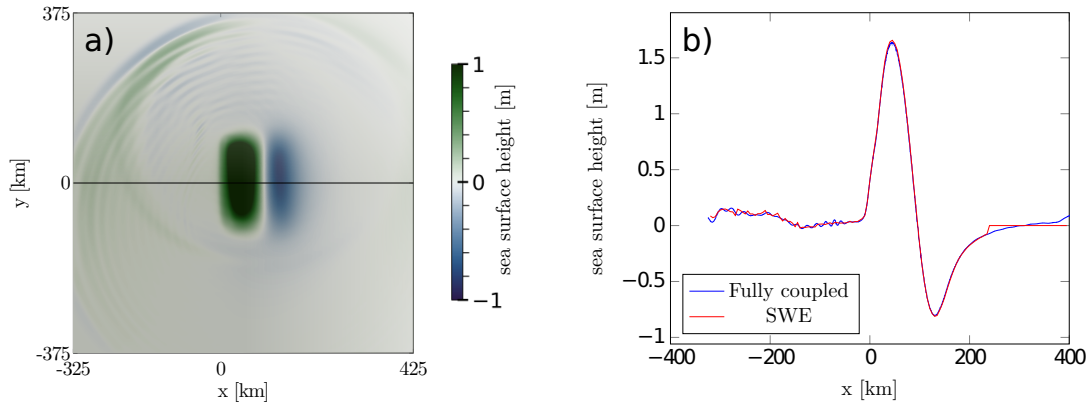 a)
375
0
-375
y [km]
-325
0
425
x [km]
1
0
−1
sea surface height [m]
b)
1.5
1
0.5
0
−0.5
−1
sea surface height [m]
−400
−200
0
200
400
x [km]
Fully coupled
SWE